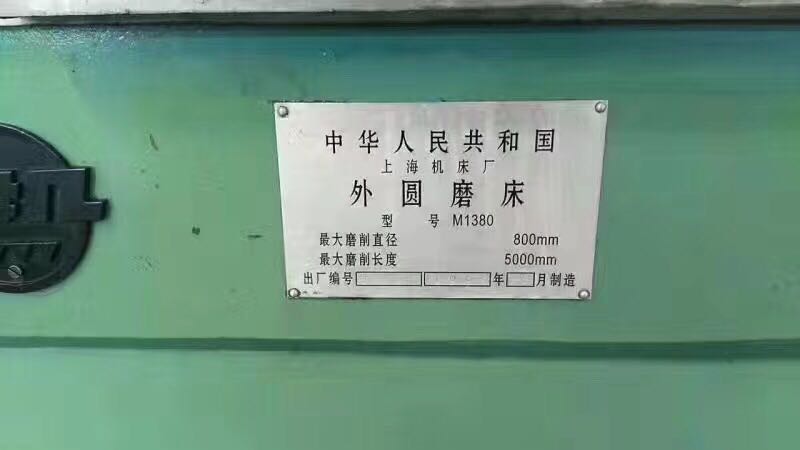 中华人民共和国
上海机床厂
外圆磨床
型 号 M1380
最大磨削直径 800mm
最大磨削长度 5000mm
出厂编号 年 月制造